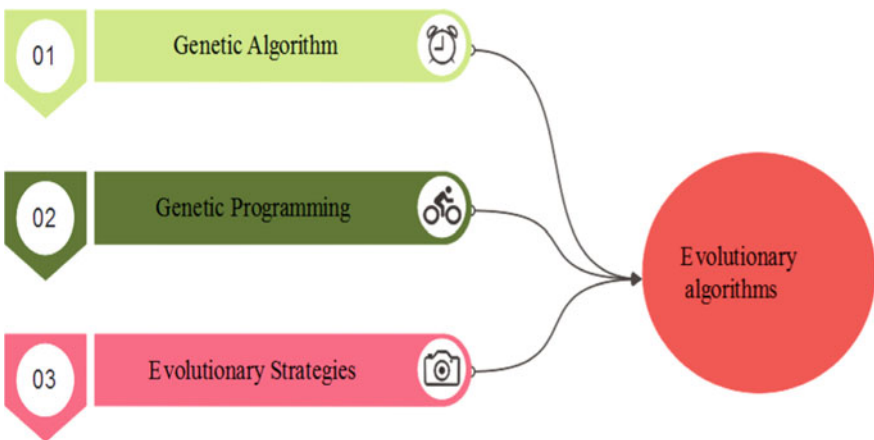 01
Genetic Algorithm
02
Genetic Programming
03
Evolutionary Strategies
Evolutionary
algorithms